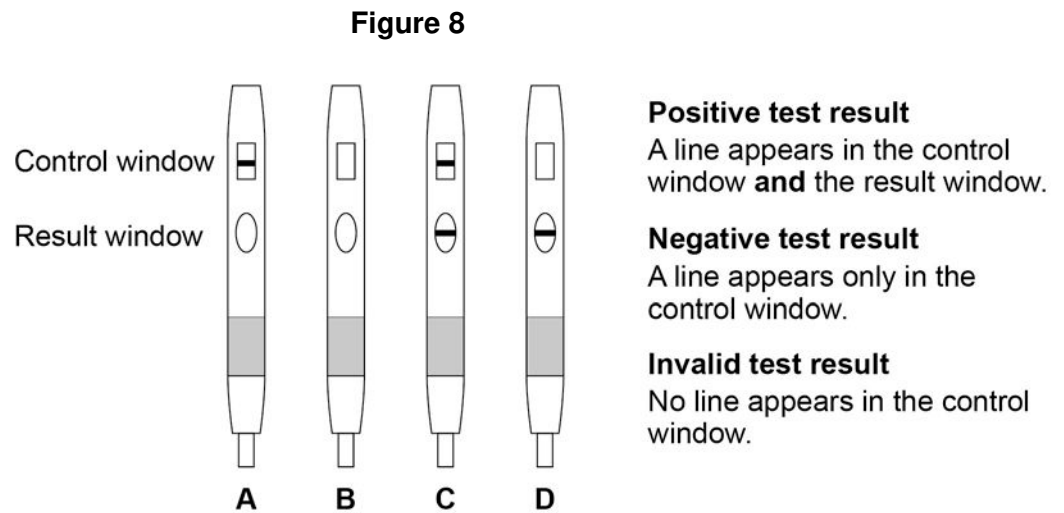 Figure 8
Control window
Result window
A
B
C
D
Positive test result
A line appears in the control
window and the result window.
Negative test result
A line appears only in the
control window.
Invalid test result
No line appears in the control
window.